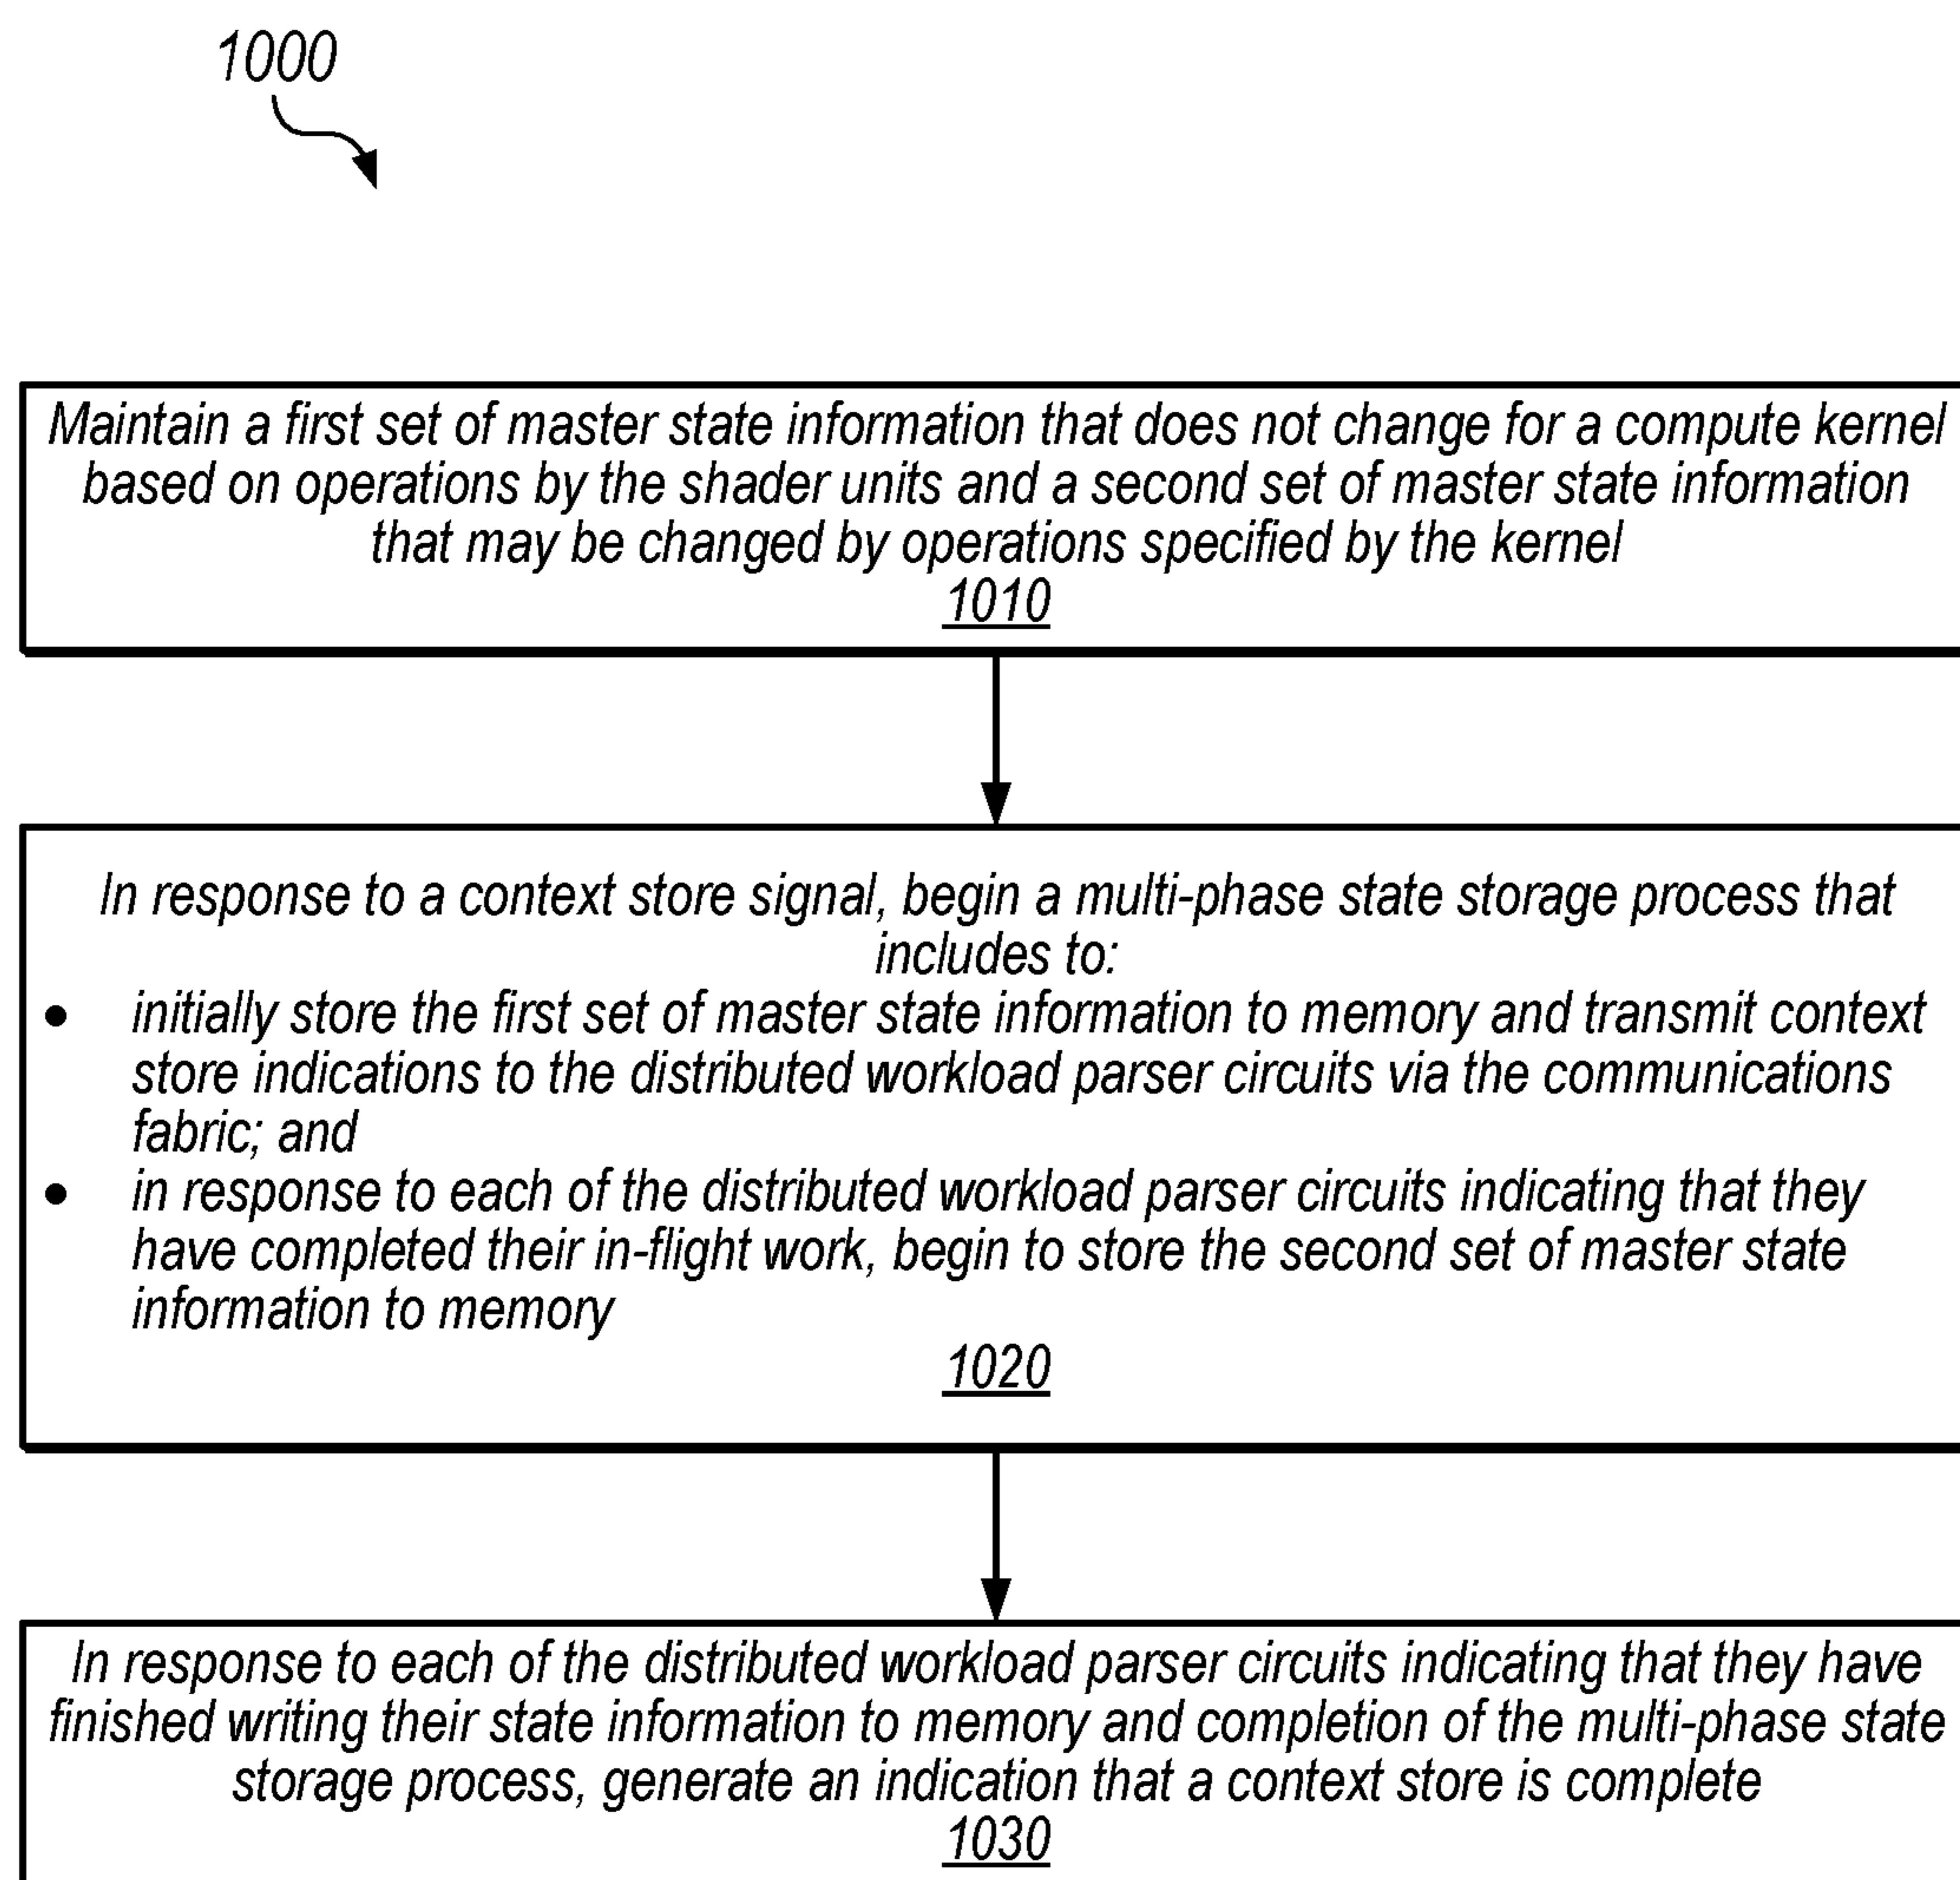 1000
Maintain a first set of master state information that does not change for a compute kernel
based on operations by the shader units and a second set of master state information
that may be changed by operations specified by the kernel
1010
In response to a context store signal, begin a multi-phase state storage process that
includes to:
• initially store the first set of master state information to memory and transmit context
store indications to the distributed workload parser circuits via the communications
fabric; and
• in response to each of the distributed workload parser circuits indicating that they
have completed their in-flight work, begin to store the second set of master state
information to memory
1020
In response to each of the distributed workload parser circuits indicating that they have
finished writing their state information to memory and completion of the multi-phase state
storage process, generate an indication that a context store is complete
1030